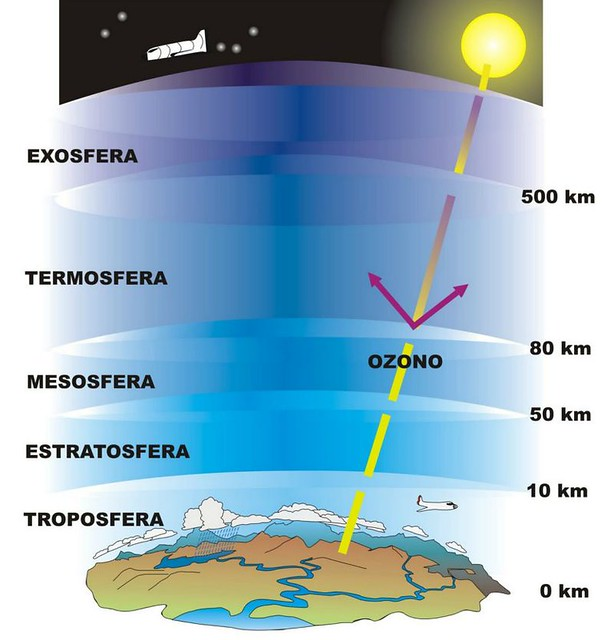 EXOSFERA
500 km
TERMOSFERA
80 km
OZONO
MESOSFERA
50 km
ESTRATOSFERA
10 km
TROPOSFERA
0 km